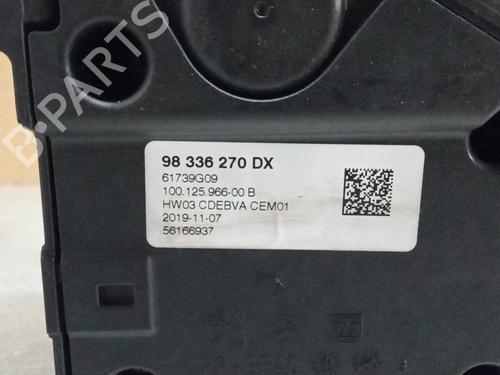 B-PARTS
98 336 270 DX
61739G09
100.125.966-00 B
HW03 CDEBVA CEM01
2019-11-07
56166937